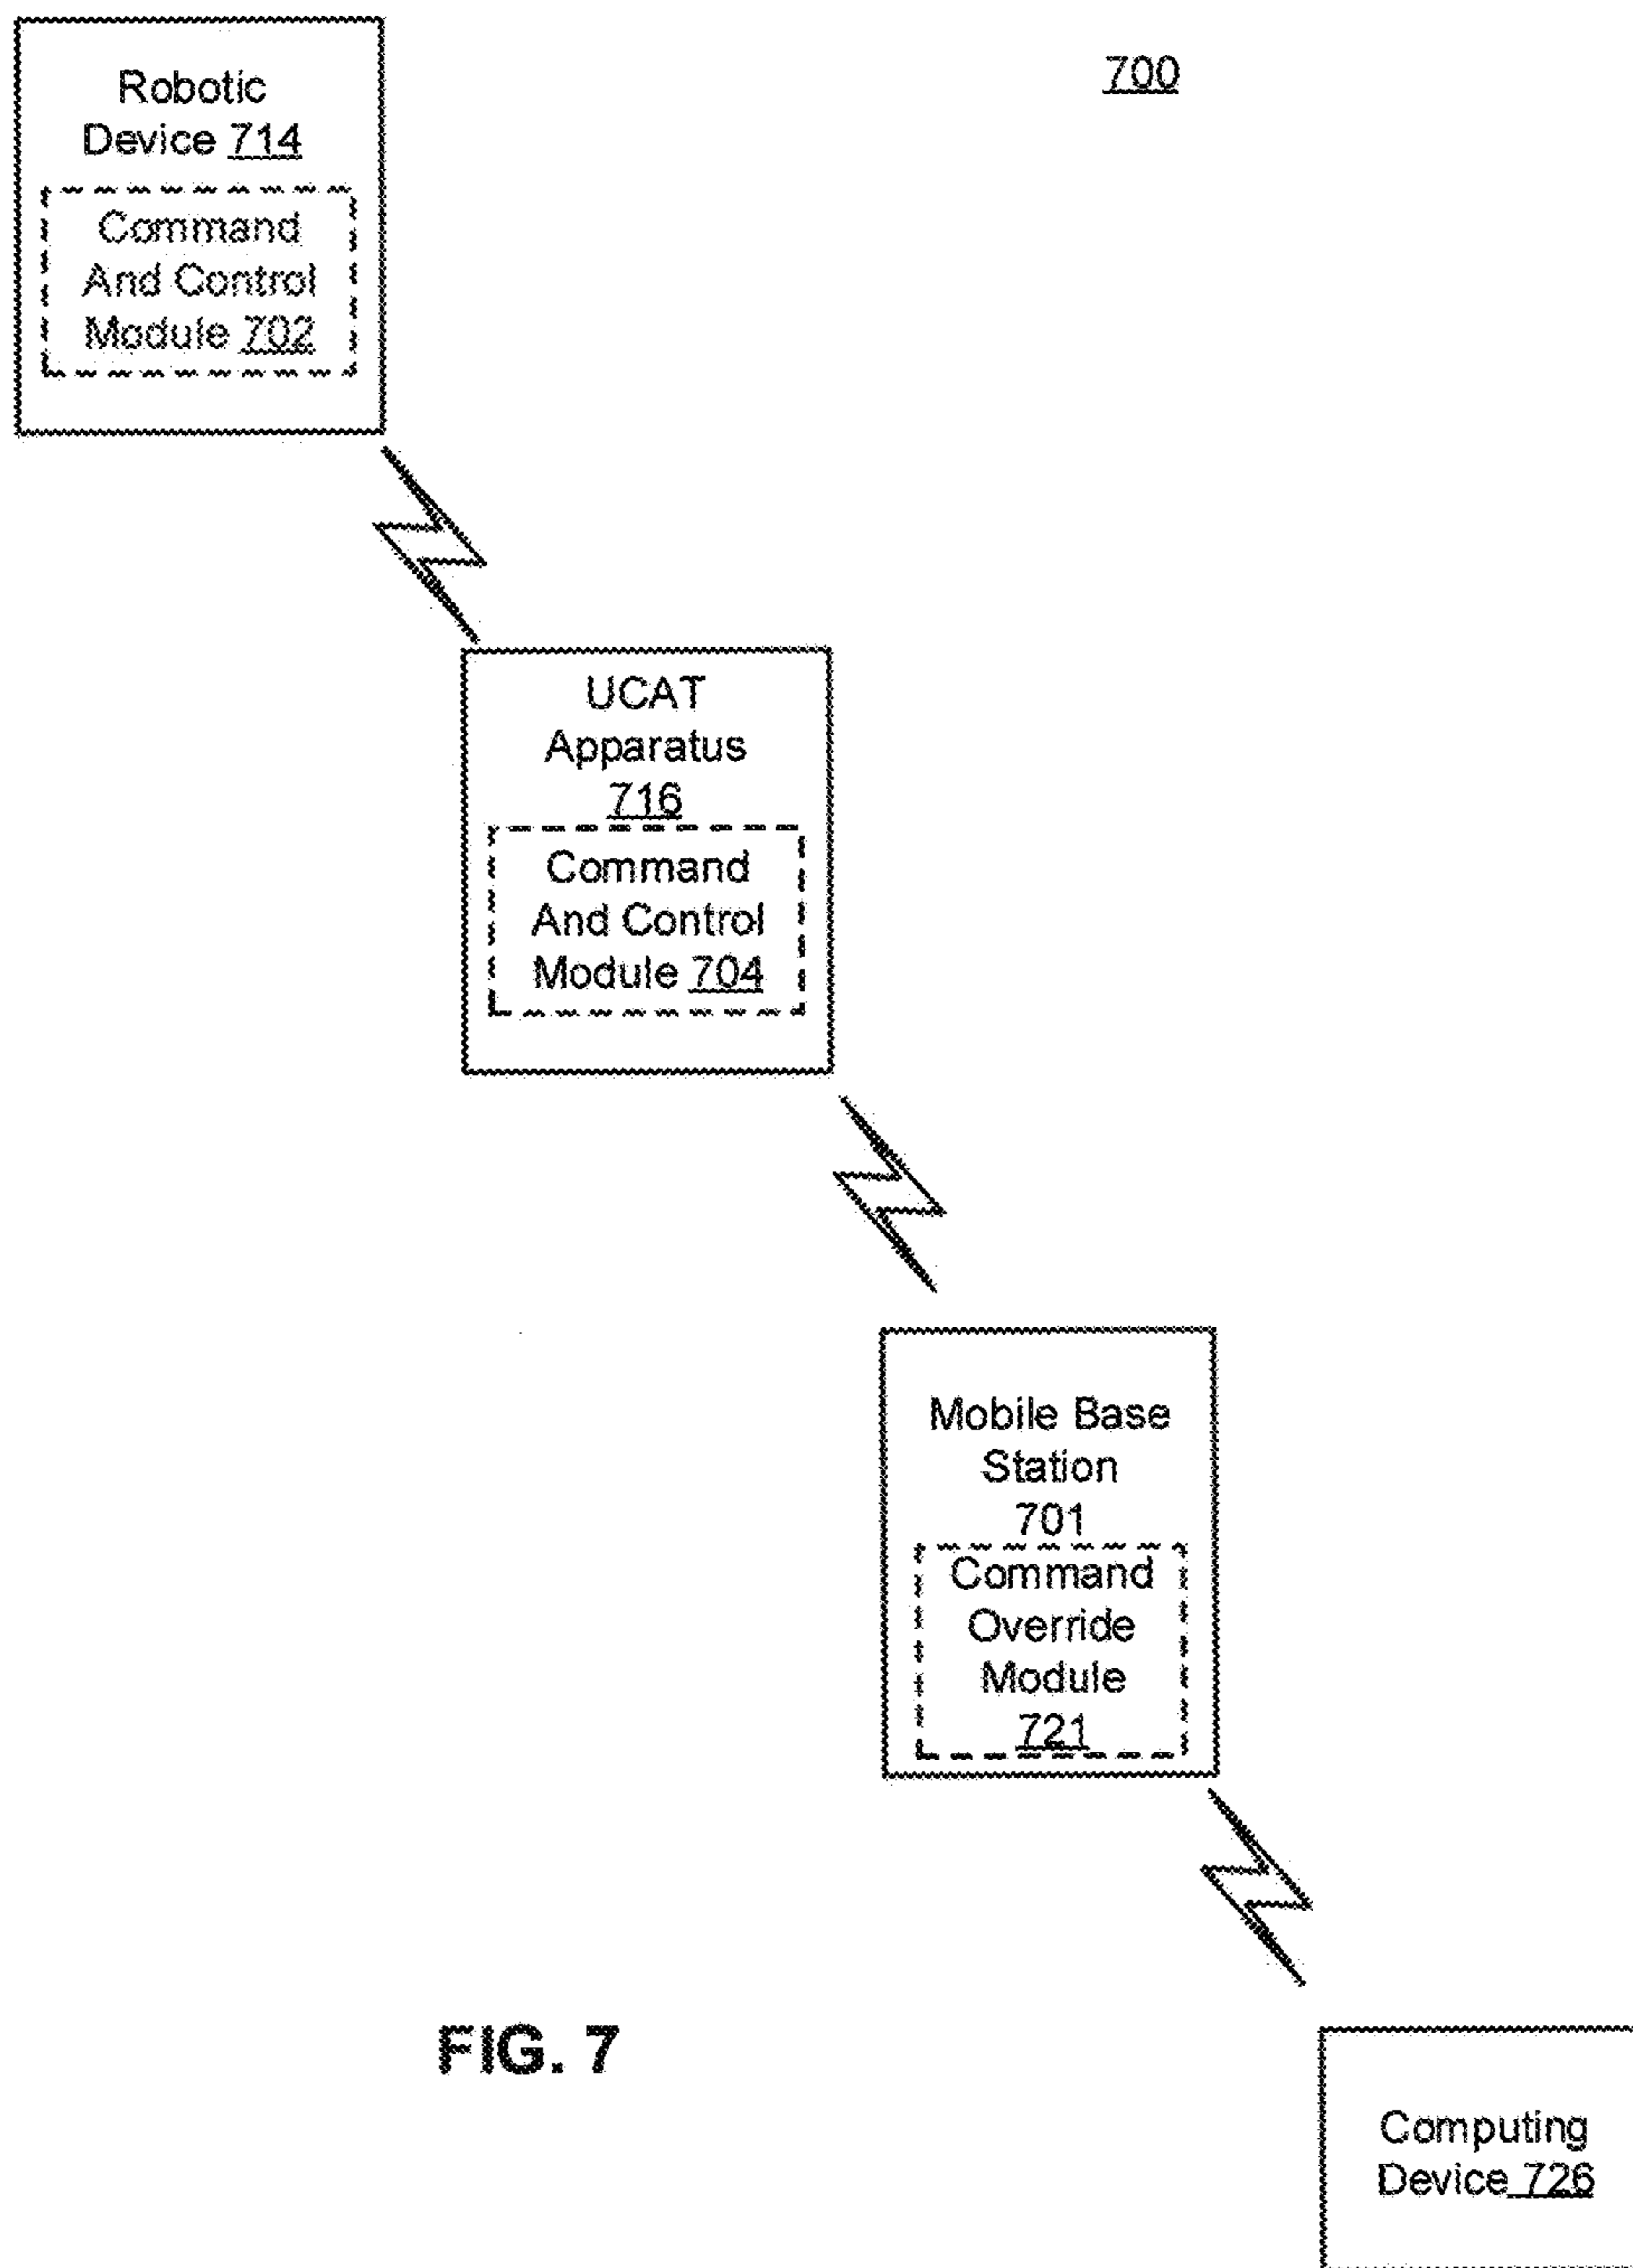 700
Robotic
Device 714
Command
And Control
Module 702
UCAT
Apparatus
716
Command
And Control
Module 704
Mobile Base
Station
701
Command
Override
Module
721
FIG. 7
Computing
Device 726